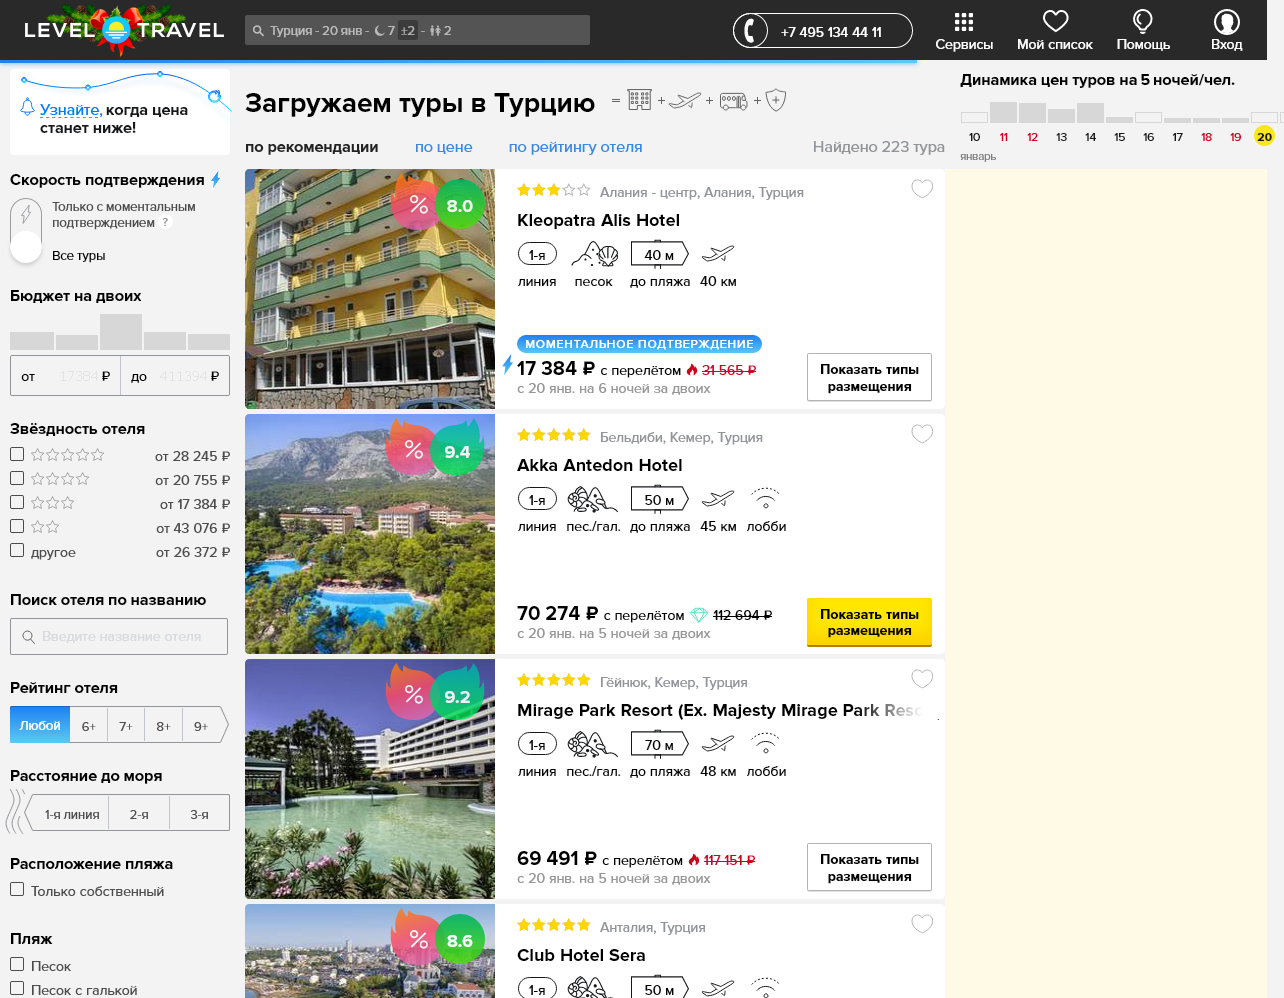 LEVEL TRAVEL
Турция - 20 янв - 7 ±2 - 2
+7 495 134 44 11
Сервисы
Мой список
Помощь
Вход
Узнайте, когда цена
станет ниже!
Скорость подтверждения
Только с моментальным
подтверждением ?
Все туры
Бюджет на двоих
от 17384 ₽ до 411394 ₽
Звёздность отеля
от 28 245 ₽
от 20 755 ₽
от 17 384 ₽
от 43 076 ₽
другое от 26 372 ₽
Поиск отеля по названию
Введите название отеля
Рейтинг отеля
Любой 6+ 7+ 8+ 9+
Расстояние до моря
1-я линия 2-я 3-я
Расположение пляжа
Только собственный
Пляж
Песок
Песок с галькой
Загружаем туры в Турцию = + + +
по рекомендации по цене по рейтингу отеля Найдено 223 тура
% 8.0
Алания - центр, Алания, Турция
Kleopatra Alis Hotel
1-я 40 м
линия песок до пляжа 40 км
МОМЕНТАЛЬНОЕ ПОДТВЕРЖДЕНИЕ
17 384 ₽ с перелётом 31 565 ₽
с 20 янв. на 6 ночей за двоих
Показать типы
размещения
% 9.4
Бельдиби, Кемер, Турция
Akka Antedon Hotel
1-я 50 м
линия пес./гал. до пляжа 45 км лобби
70 274 ₽ с перелётом 112 694 ₽
с 20 янв. на 5 ночей за двоих
Показать типы
размещения
% 9.2
Гёйнюк, Кемер, Турция
Mirage Park Resort (Ex. Majesty Mirage Park Reso
1-я 70 м
линия пес./гал. до пляжа 48 км лобби
69 491 ₽ с перелётом 117 151 ₽
с 20 янв. на 5 ночей за двоих
Показать типы
размещения
% 8.6
Анталия, Турция
Club Hotel Sera
1-я 50 м
Динамика цен туров на 5 ночей/чел.
10 11 12 13 14 15 16 17 18 19 20
январь